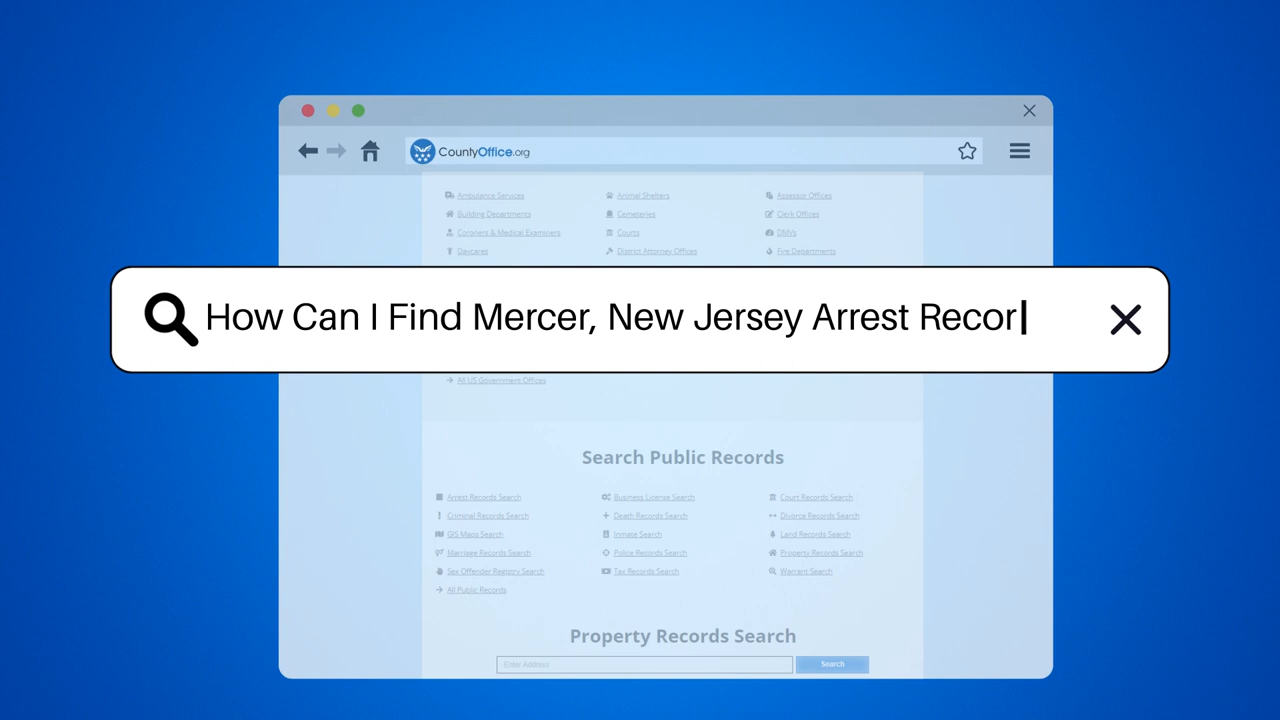 CountyOffice.org
Ambulance Services Animal Shelters Assessor Offices
Building Departments Cemeteries Clerk Offices
Coroners & Medical Examiners Courts DMVs
Daycares District Attorney Offices Fire Departments
How Can I Find Mercer, New Jersey Arrest Recor
All US Government Offices
Search Public Records
Arrest Records Search Business License Search Court Records Search
Criminal Records Search Death Records Search Divorce Records Search
GIS Maps Search Inmate Search Land Records Search
Marriage Records Search Police Records Search Property Records Search
Sex Offender Registry Search Tax Records Search Warrant Search
All Public Records
Property Records Search
Enter Address Search